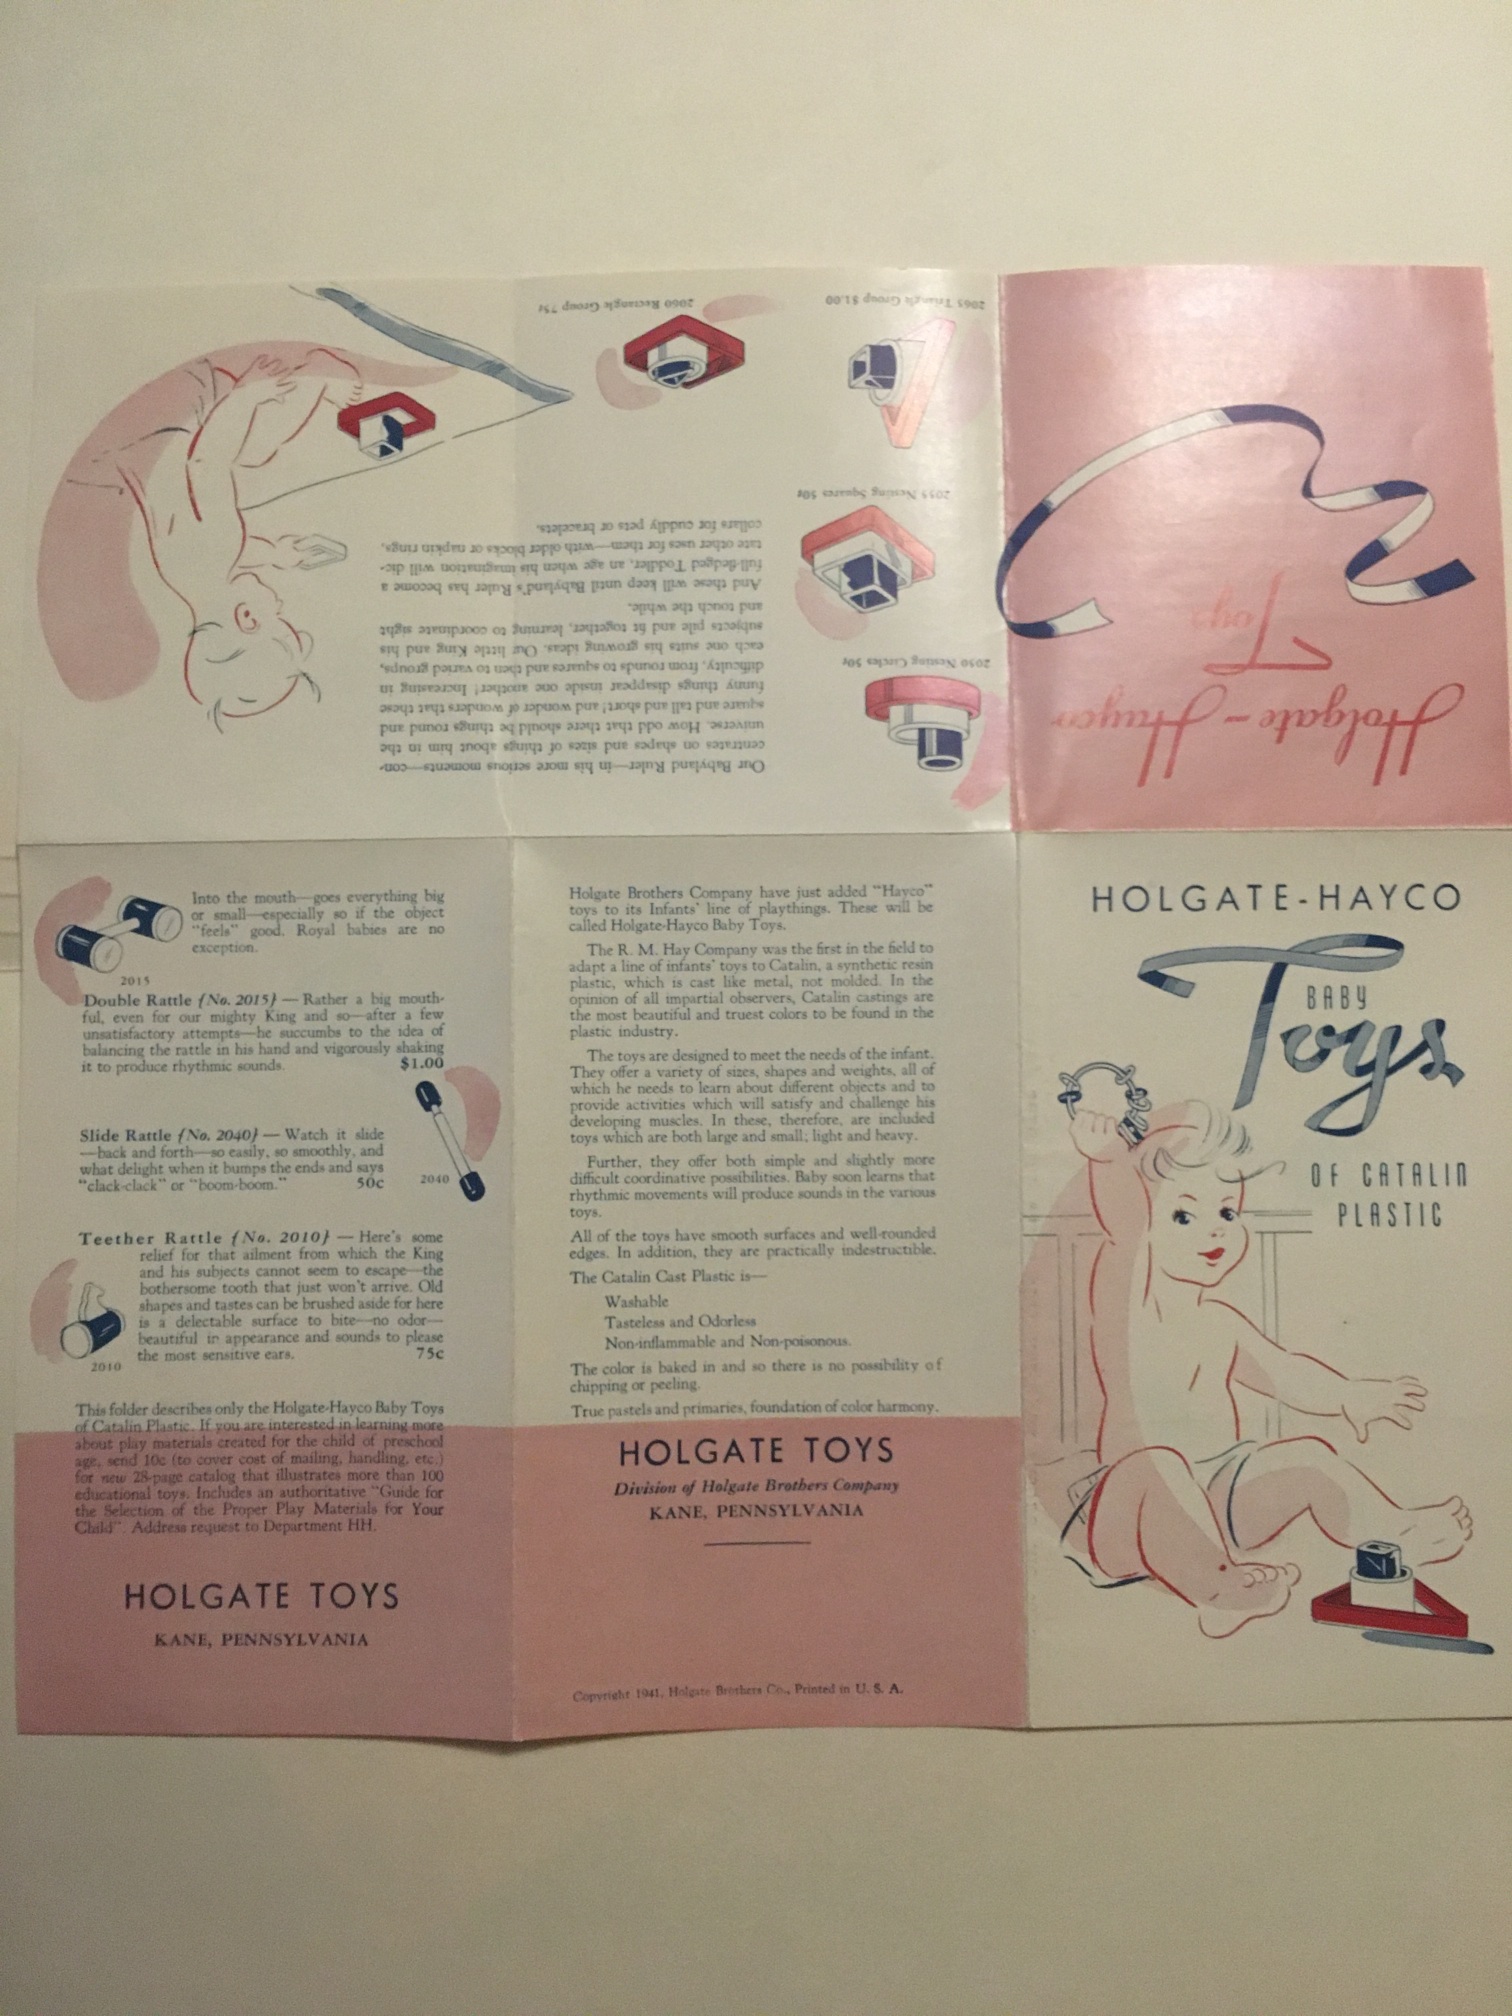 HOLGATE-HAYCO
BABY
Toys
OF CATALIN
PLASTIC
Holgate Brothers Company have just added "Hayco"
toys to its Infants' line of playthings. These will be
called Holgate-Hayco Baby Toys.
The R. M. Hay Company was the first in the field to
adapt a line of infants' toys to Catalin, a synthetic resin
plastic, which is cast like metal, not molded. In the
opinion of all impartial observers, Catalin castings are
the most beautiful and truest colors to be found in the
plastic industry.
The toys are designed to meet the needs of the infant.
They offer a variety of sizes, shapes and weights, all of
which he needs to learn about different objects and to
provide activities which will satisfy and challenge his
developing muscles. In these, therefore, are included
toys which are both large and small; light and heavy.
Further, they offer both simple and slightly more
difficult coordinative possibilities. Baby soon learns that
rhythmic movements will produce sounds in the various
toys.
All of the toys have smooth surfaces and well-rounded
edges. In addition, they are practically indestructible.
The Catalin Cast Plastic is—
Washable
Tasteless and Odorless
Non-inflammable and Non-poisonous.
The color is baked in and so there is no possibility of
chipping or peeling.
True pastels and primaries, foundation of color harmony.
HOLGATE TOYS
Division of Holgate Brothers Company
KANE, PENNSYLVANIA
Copyright 1941, Holgate Brothers Co., Printed in U. S. A.
Into the mouth—goes everything big
or small—especially so if the object
"feels" good. Royal babies are no
exception.
2015
Double Rattle {No. 2015} — Rather a big mouth-
ful, even for our mighty King and so—after a few
unsatisfactory attempts—he succumbs to the idea of
balancing the rattle in his hand and vigorously shaking
it to produce rhythmic sounds. $1.00
Slide Rattle {No. 2040} — Watch it slide
—back and forth—so easily, so smoothly, and
what delight when it bumps the ends and says
"clack-clack" or "boom-boom." 50c
2040
Teether Rattle {No. 2010} — Here's some
relief for that ailment from which the King
and his subjects cannot seem to escape—the
bothersome tooth that just won't arrive. Old
shapes and tastes can be brushed aside for here
is a delectable surface to bite—no odor—
beautiful in appearance and sounds to please
the most sensitive ears. 75c
2010
This folder describes only the Holgate-Hayco Baby Toys
of Catalin Plastic. If you are interested in learning more
about play materials created for the child of preschool
age, send 10c (to cover cost of mailing, handling, etc.)
for new 28-page catalog that illustrates more than 100
educational toys. Includes an authoritative "Guide for
the Selection of the Proper Play Materials for Your
Child". Address request to Department HH.
HOLGATE TOYS
KANE, PENNSYLVANIA
Holgate-Hayco
Toys
2050 Nesting Circles 50¢
2055 Nesting Squares 50¢
2065 Triangle Group $1.00
2060 Rectangle Group 75¢
Our Babyland Ruler—in his more serious moments—con-
centrates on shapes and sizes of things about him in the
universe. How odd that there should be things round and
square and tall and short! and wonder of wonders that these
funny things disappear inside one another! Increasing in
difficulty, from rounds to squares and then to varied groups,
each one suits his growing ideas. Our little King and his
subjects pile and fit together, learning to coordinate sight
and touch the while.
And these will keep until Babyland's Ruler has become a
full-fledged Toddler, an age when his imagination will dic-
tate other uses for them—with older blocks or napkin rings,
collars for cuddly pets or bracelets.